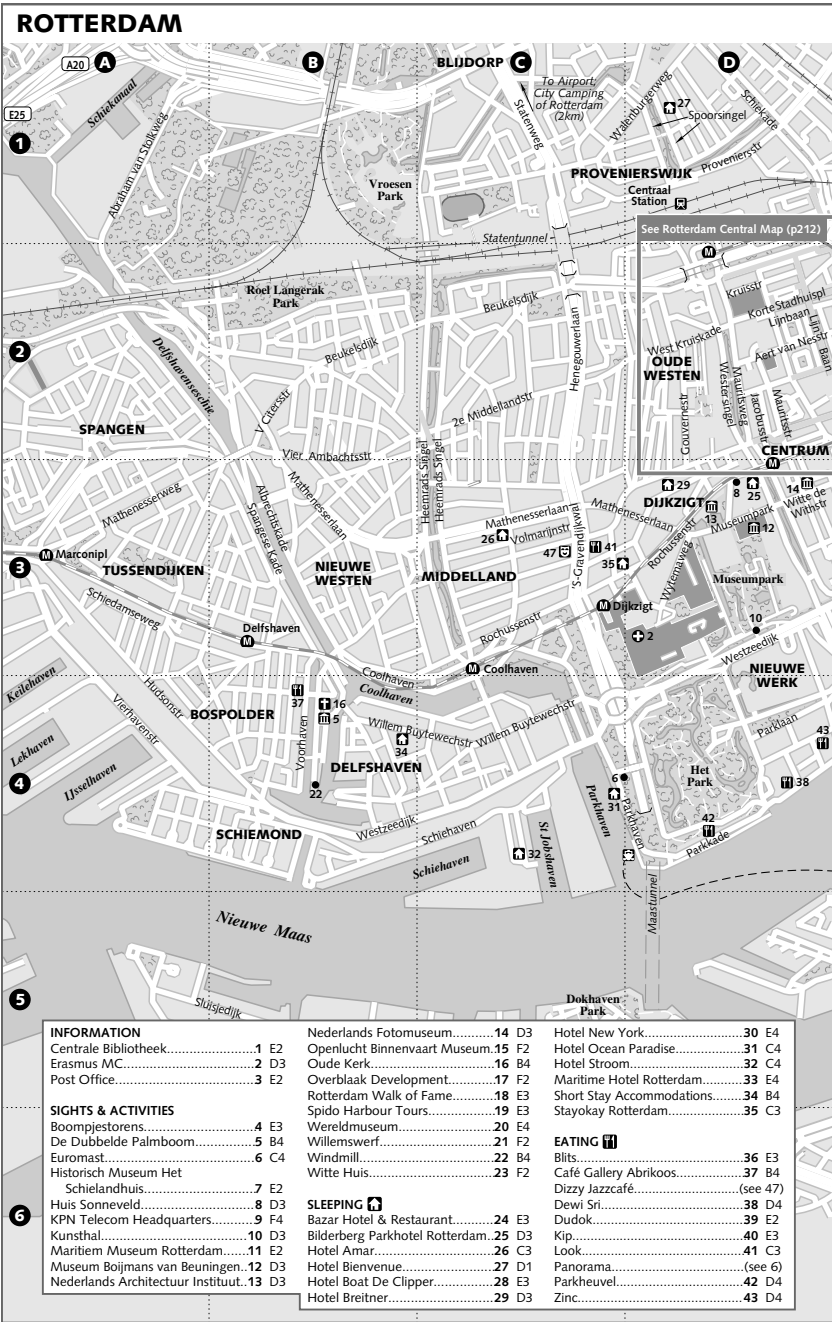 ROTTERDAM
A20
A
B
BLIJDORP
C
D
To Airport;
City Camping
of Rotterdam
(2km)
E25
Schiekanaal
Abraham van Stolkweg
Statenweg
Walenburgerweg
27
Spoorsingel
Schiekade
1
Vroesen
Park
PROVENIERSWIJK
Proveniersstr
Centraal
Station
See Rotterdam Central Map (p212)
M
Statentunnel
Roel Langerak
Park
Beukelsdijk
Kruisstr
Korte Stadhuispl
Lijnbaan
Lijn Baan
2
Delfshavenseschie
Beukelsdijk
Henegouwerlaan
West Kruiskade
Aert van Nesstr
OUDE
WESTEN
Westersingel
Mauritsweg
Jacobusstr
Mauritsstr
Gouvernestr
SPANGEN
V Citersstr
2e Middellandstr
Vier Ambachtsstr
Heemrads Singel
Heemrads Singel
CENTRUM
M
Mathenesserweg
Albrechtskade
Spangese Kade
Mathenesserlaan
Mathenesserlaan
Mathenesserlaan
29
DIJKZIGT
8
25
14
Witte de
Withstr
13
Museumpark
12
26
Volmarijnstr
47
41
35
'S-Gravendijkwal
Rochussenstr
Wytemaweg
3
M Marconipl
TUSSENDIJKEN
NIEUWE
WESTEN
MIDDELLAND
Museumpark
M Dijkzigt
10
Schiedamseweg
Delfshaven
M
Rochussenstr
2
Westzeedijk
Coolhaven
M Coolhaven
Coolhaven
NIEUWE
WERK
Keilehaven
Hudsonstr
Vierhavenstr
BOSPOLDER
37
16
5
Willem Buytewechstr
Willem Buytewechstr
34
Voorhaven
DELFSHAVEN
Parklaan
43
Lekhaven
IJsselhaven
4
22
6
31
Parkhaven
Parkhaven
Het
Park
38
42
Parkkade
SCHIEMOND
Westzeedijk
Schiehaven
St Jobshaven
32
Schiehaven
Maastunnel
Nieuwe Maas
5
Sluisjedijk
Dokhaven
Park
6
INFORMATION
Centrale Bibliotheek.......................1 E2
Erasmus MC.......................2 D3
Post Office.......................3 E2
SIGHTS & ACTIVITIES
Boompjestorens.......................4 E3
De Dubbelde Palmboom.......................5 B4
Euromast.......................6 C4
Historisch Museum Het
Schielandhuis.......................7 E2
Huis Sonneveld.......................8 D3
KPN Telecom Headquarters.......................9 F4
Kunsthal.......................10 D3
Maritiem Museum Rotterdam.......................11 E2
Museum Boijmans van Beuningen..12 D3
Nederlands Architectuur Instituut..13 D3
Nederlands Fotomuseum...........14 D3
Openlucht Binnenvaart Museum.15 F2
Oude Kerk.......................16 B4
Overblaak Development...........17 F2
Rotterdam Walk of Fame...........18 E3
Spido Harbour Tours...........19 E3
Wereldmuseum...........20 E4
Willemswerf...........21 F2
Windmill...........22 B4
Witte Huis...........23 F2
SLEEPING
Bazar Hotel & Restaurant...........24 E3
Bilderberg Parkhotel Rotterdam..25 D3
Hotel Amar...........26 C3
Hotel Bienvenue...........27 D1
Hotel Boat De Clipper...........28 E3
Hotel Breitner...........29 D3
Hotel New York...........30 E4
Hotel Ocean Paradise...........31 C4
Hotel Stroom...........32 C4
Maritime Hotel Rotterdam...........33 E4
Short Stay Accommodations........34 B4
Stayokay Rotterdam...........35 C3
EATING
Blits...........36 E3
Café Gallery Abrikoos...........37 B4
Dizzy Jazzcafé...........(see 47)
Dewi Sri...........38 D4
Dudok...........39 E2
Kip...........40 E3
Look...........41 C3
Panorama...........(see 6)
Parkheuvel...........42 D4
Zinc...........43 D4